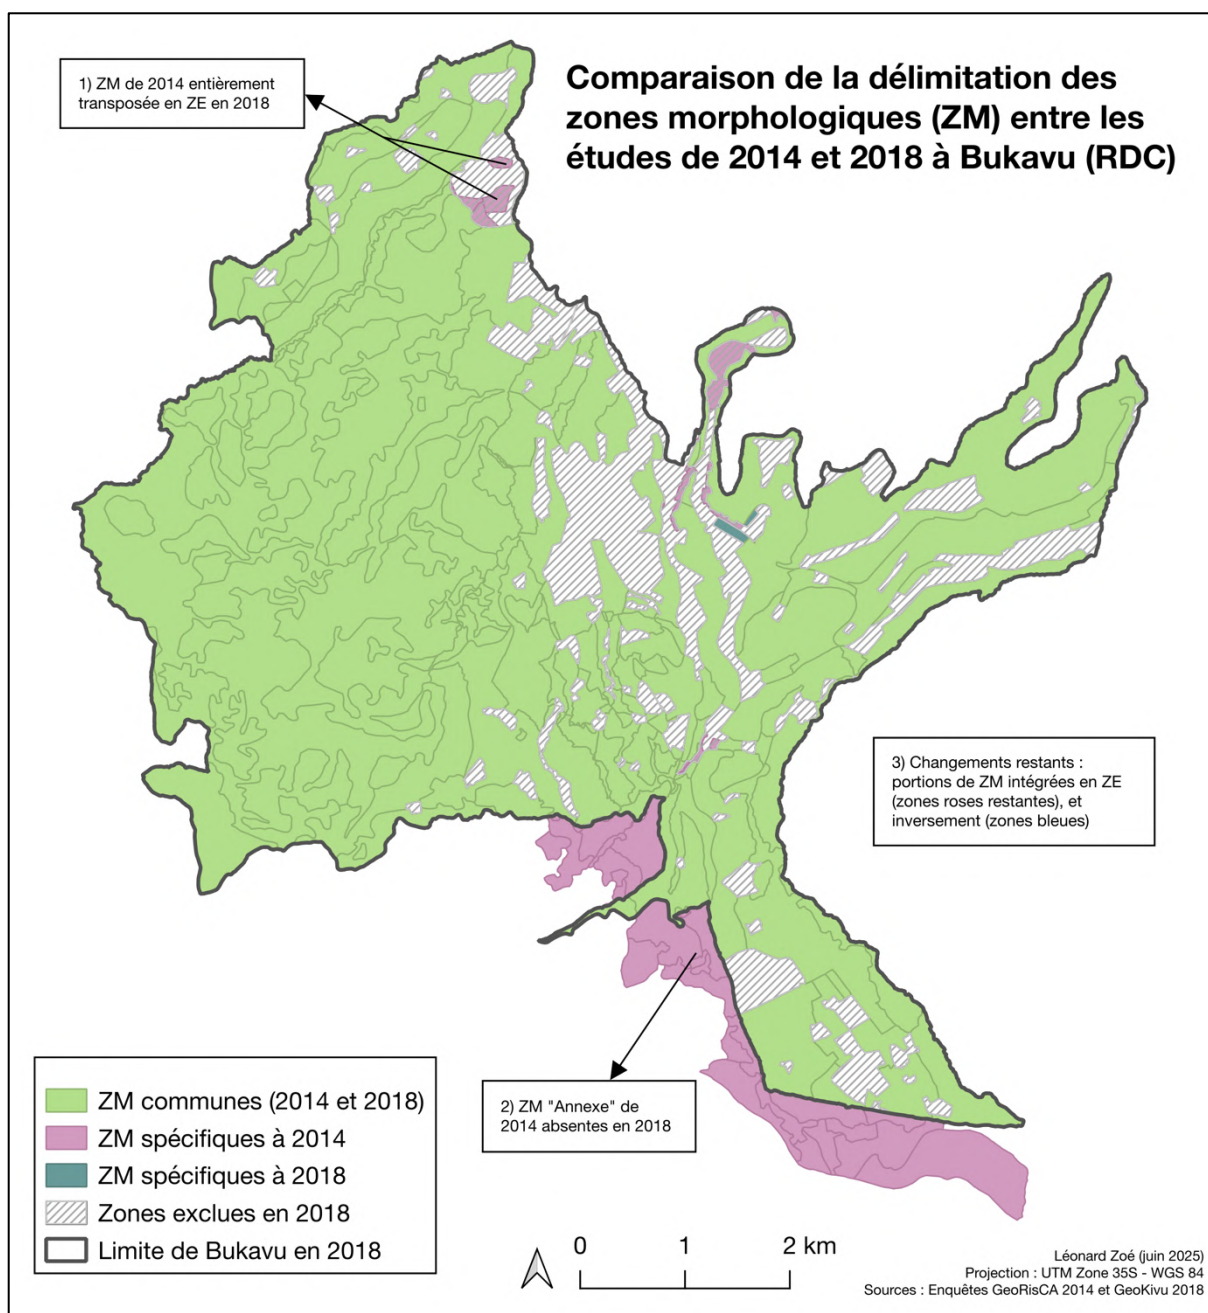 Comparaison de la délimitation des
zones morphologiques (ZM) entre les
études de 2014 et 2018 à Bukavu (RDC)
1) ZM de 2014 entièrement
transposée en ZE en 2018
3) Changements restants :
portions de ZM intégrées en ZE
(zones roses restantes), et
inversement (zones bleues)
2) ZM "Annexe" de
2014 absentes en 2018
ZM communes (2014 et 2018)
ZM spécifiques à 2014
ZM spécifiques à 2018
Zones exclues en 2018
Limite de Bukavu en 2018
0 1 2 km
Léonard Zoé (juin 2025)
Projection : UTM Zone 35S - WGS 84
Sources : Enquêtes GeoRisCA 2014 et GeoKivu 2018